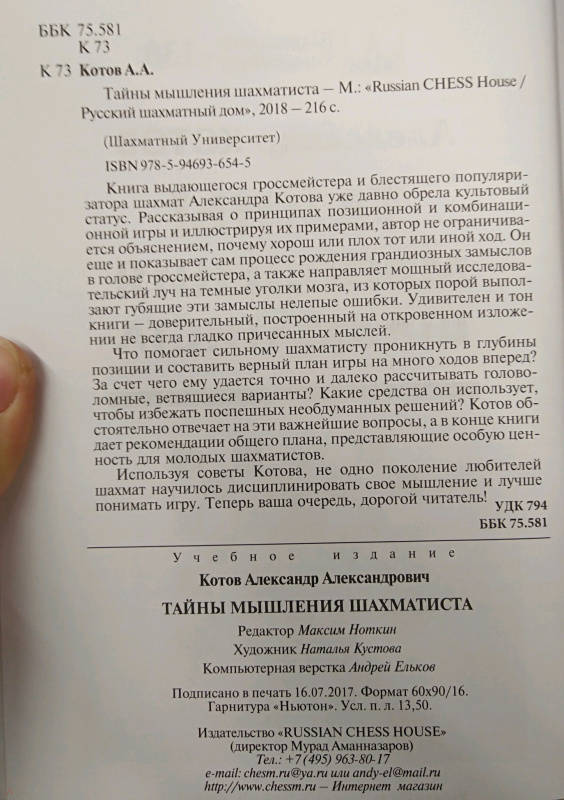 ББК 75.581
К 73
К 73 Котов А.А.
Тайны мышления шахматиста – М.: «Russian CHESS House /
Русский шахматный дом», 2018 – 216 с.
(Шахматный Университет)
ISBN 978-5-94693-654-5
Книга выдающегося гроссмейстера и блестящего популяри-
затора шахмат Александра Котова уже давно обрела культовый
статус. Рассказывая о принципах позиционной и комбинаци-
онной игры и иллюстрируя их примерами, автор не ограничива-
ется объяснением, почему хорош или плох тот или иной ход. Он
еще и показывает сам процесс рождения грандиозных замыслов
в голове гроссмейстера, а также направляет мощный исследова-
тельский луч на темные уголки мозга, из которых порой выпол-
зают губящие эти замыслы нелепые ошибки. Удивителен и тон
книги – доверительный, построенный на откровенном изложе-
нии не всегда гладко причесанных мыслей.
Что помогает сильному шахматисту проникнуть в глубины
позиции и составить верный план игры на много ходов вперед?
За счет чего ему удается точно и далеко рассчитывать голово-
ломные, ветвящиеся варианты? Какие средства он использует,
чтобы избежать поспешных необдуманных решений? Котов об-
стоятельно отвечает на эти важнейшие вопросы, а в конце книги
дает рекомендации общего плана, представляющие особую цен-
ность для молодых шахматистов.
Используя советы Котова, не одно поколение любителей
шахмат научилось дисциплинировать свое мышление и лучше
понимать игру. Теперь ваша очередь, дорогой читатель!
УДК 794
ББК 75.581
Учебное издание
Котов Александр Александрович
ТАЙНЫ МЫШЛЕНИЯ ШАХМАТИСТА
Редактор Максим Ноткин
Художник Наталья Кустова
Компьютерная верстка Андрей Ельков
Подписано в печать 16.07.2017. Формат 60x90/16.
Гарнитура «Ньютон». Усл. п. л. 13,50.
Издательство «RUSSIAN CHESS HOUSE»
(директор Мурад Аманназаров)
Тел.: +7 (495) 963-80-17
e-mail: chesm.ru@ya.ru или andy-el@mail.ru
http://www.chessm.ru – Интернет магазин